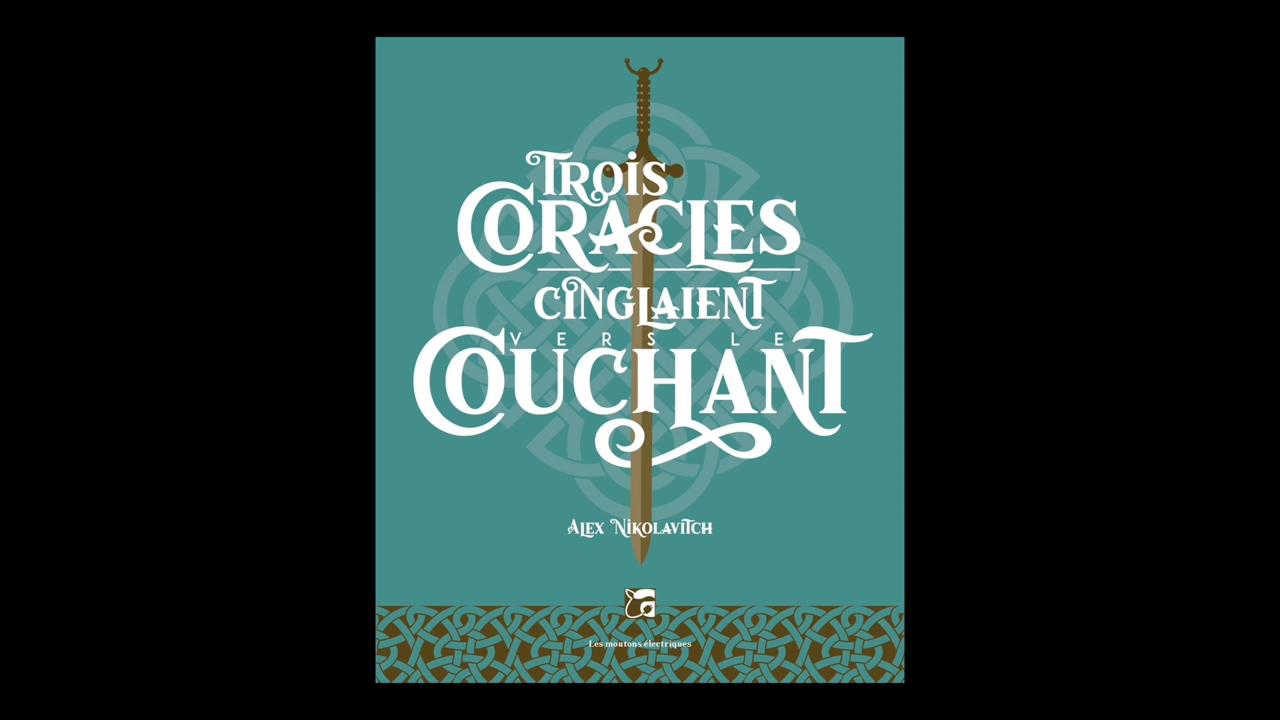 Trois
Coracles
cinglaient
vers le
Couchant
Alex Nikolavitch
Les moutons électriques